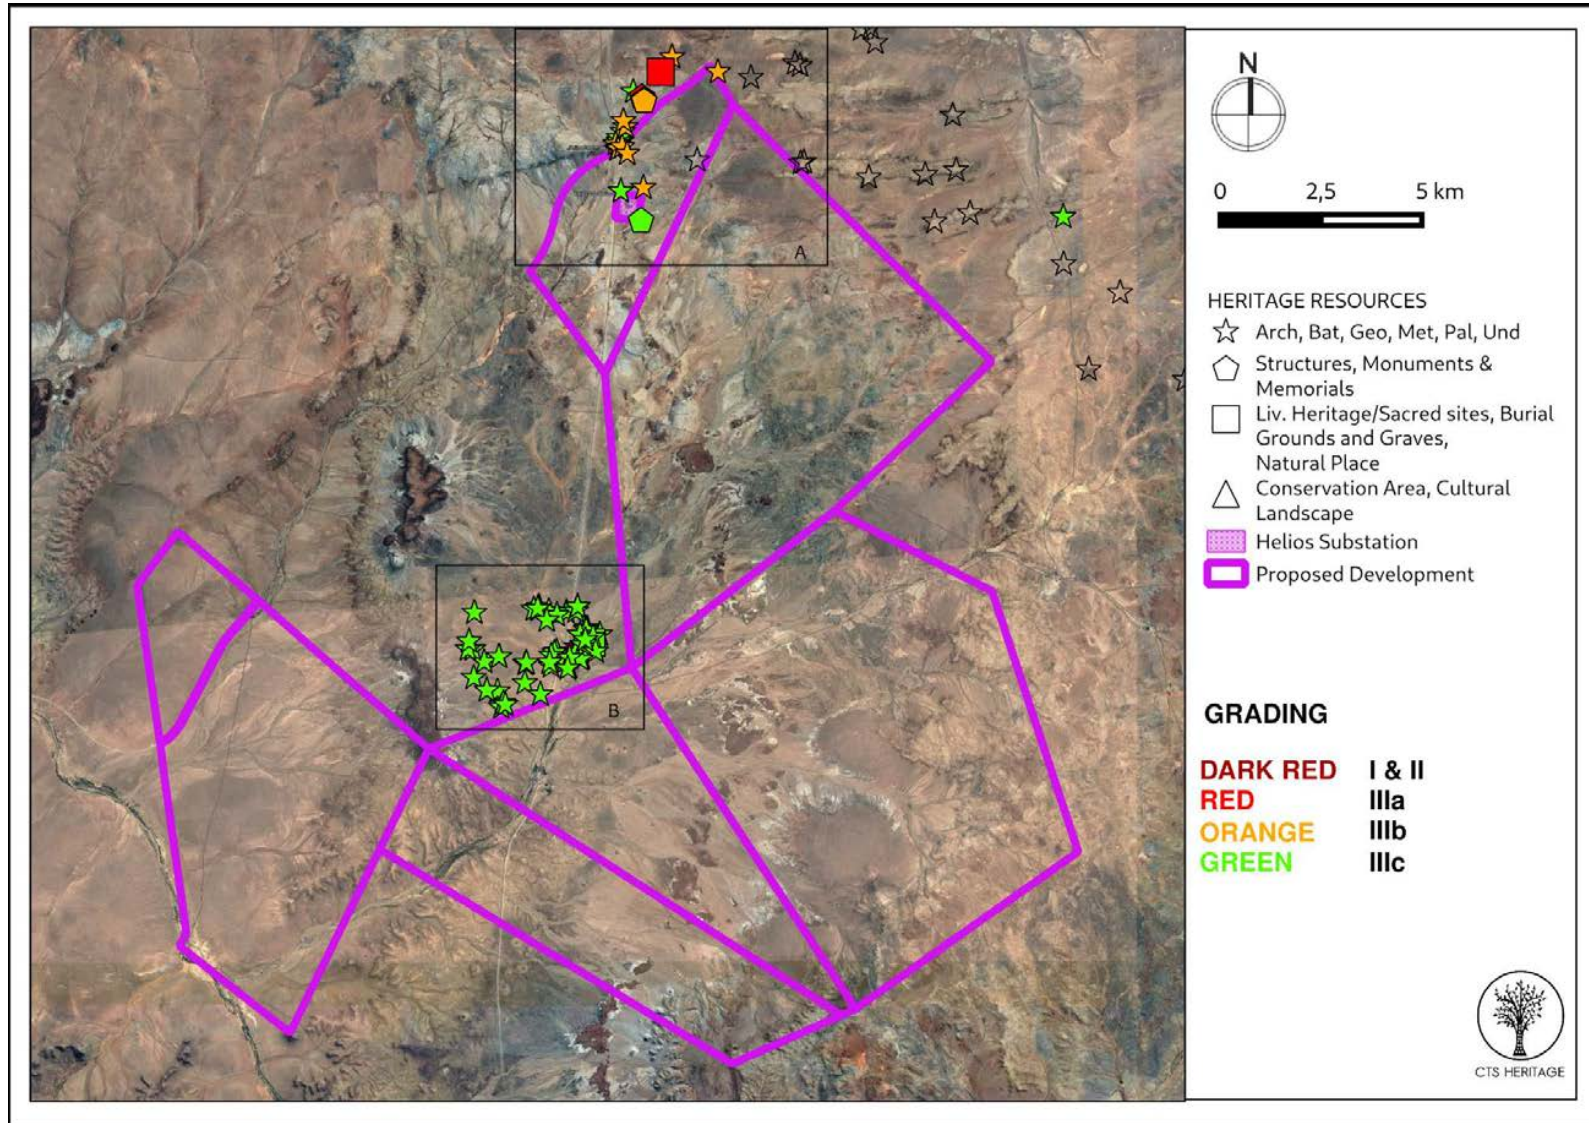 A
B
N
0 2,5 5 km
HERITAGE RESOURCES
Arch, Bat, Geo, Met, Pal, Und
Structures, Monuments &
Memorials
Liv. Heritage/Sacred sites, Burial
Grounds and Graves,
Natural Place
Conservation Area, Cultural
Landscape
Helios Substation
Proposed Development
GRADING
DARK RED I & II
RED IIIa
ORANGE IIIb
GREEN IIIc
CTS HERITAGE